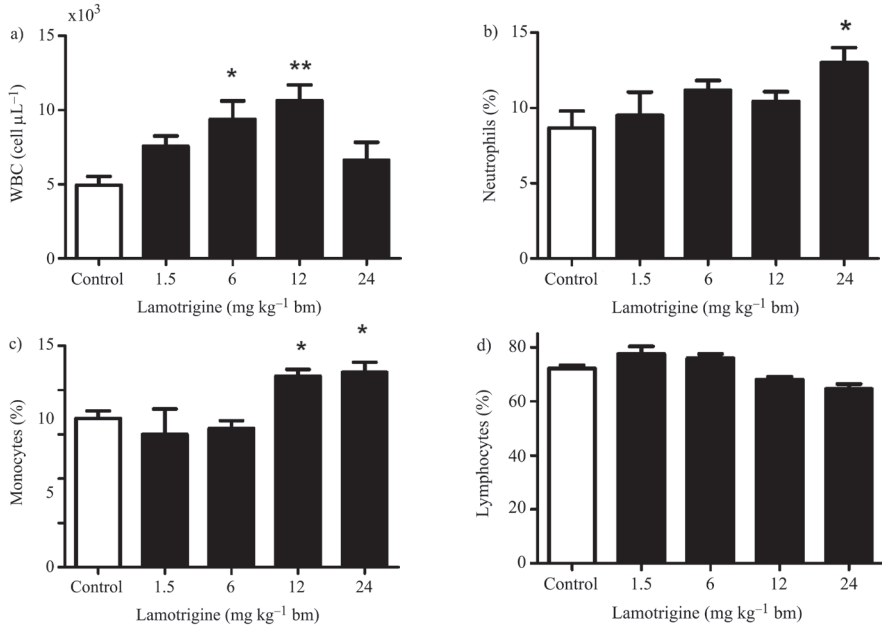 a)
x10³
WBC (cell μL⁻¹)
15
10
5
0
*
**
Control 1.5 6 12 24
Lamotrigine (mg kg⁻¹ bm)
b)
Neutrophils (%)
15
10
5
0
*
Control 1.5 6 12 24
Lamotrigine (mg kg⁻¹ bm)
c)
Monocytes (%)
15
10
5
0
*
*
Control 1.5 6 12 24
Lamotrigine (mg kg⁻¹ bm)
d)
Lymphocytes (%)
80
60
40
20
0
Control 1.5 6 12 24
Lamotrigine (mg kg⁻¹ bm)